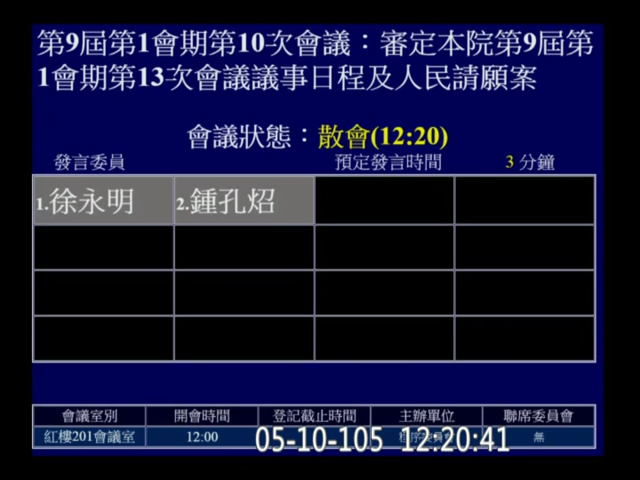 第9屆第1會期第10次會議：審定本院第9屆第
1會期第13次會議議事日程及人民請願案
會議狀態：散會(12:20)
發言委員 預定發言時間 3 分鐘
1.徐永明 2.鍾孔炤
會議室別 開會時間 登記截止時間 主辦單位 聯席委員會
紅樓201會議室 12:00 無
05-10-105 12:20:41